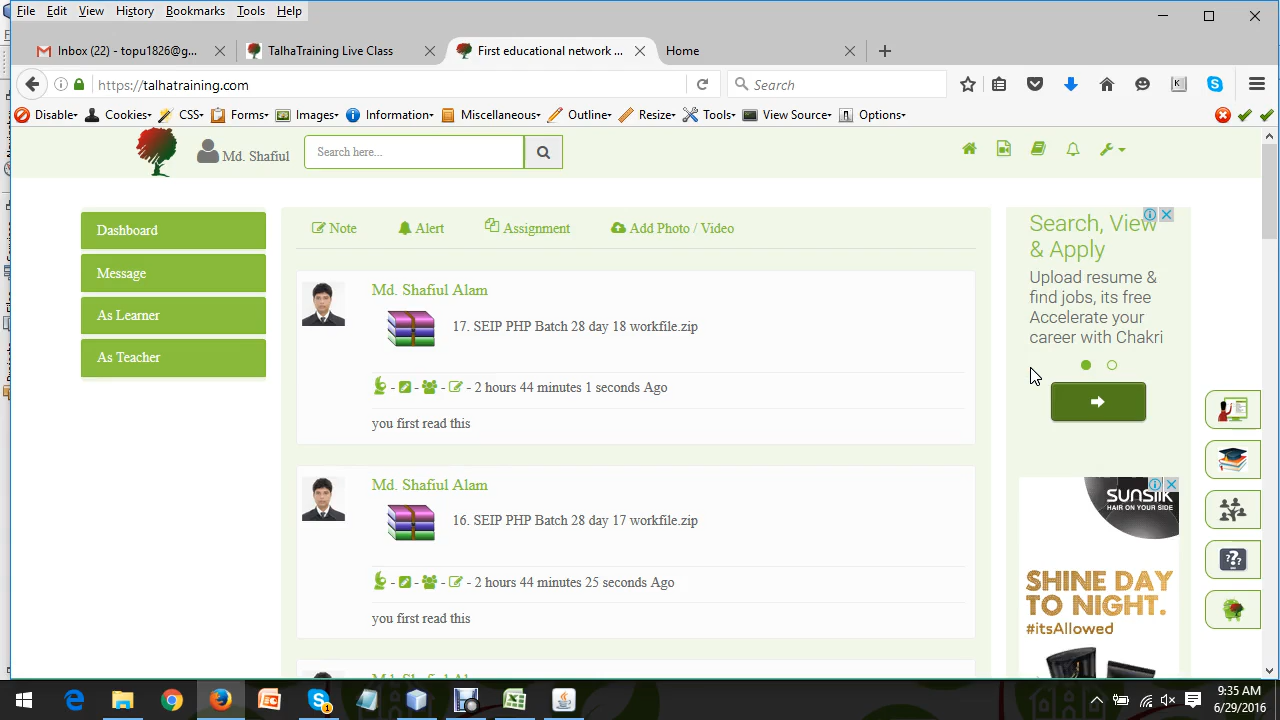 File Edit View History Bookmarks Tools Help
Inbox (22) - topu1826@g...
TalhaTraining Live Class
First educational network ...
Home
https://talhatraining.com
Search
Disable Cookies CSS Forms Images Information Miscellaneous Outline Resize Tools View Source Options
Md. Shafiul
Search here...
Dashboard
Message
As Learner
As Teacher
Note Alert Assignment Add Photo / Video
Md. Shafiul Alam
17. SEIP PHP Batch 28 day 18 workfile.zip
- - - - 2 hours 44 minutes 1 seconds Ago
you first read this
Md. Shafiul Alam
16. SEIP PHP Batch 28 day 17 workfile.zip
- - - - 2 hours 44 minutes 25 seconds Ago
you first read this
Search, View
& Apply
Upload resume &
find jobs, its free
Accelerate your
career with Chakri
SUNSILK
HAIR ON YOUR SIDE
SHINE DAY
TO NIGHT.
#itsAllowed
9:35 AM
6/29/2016